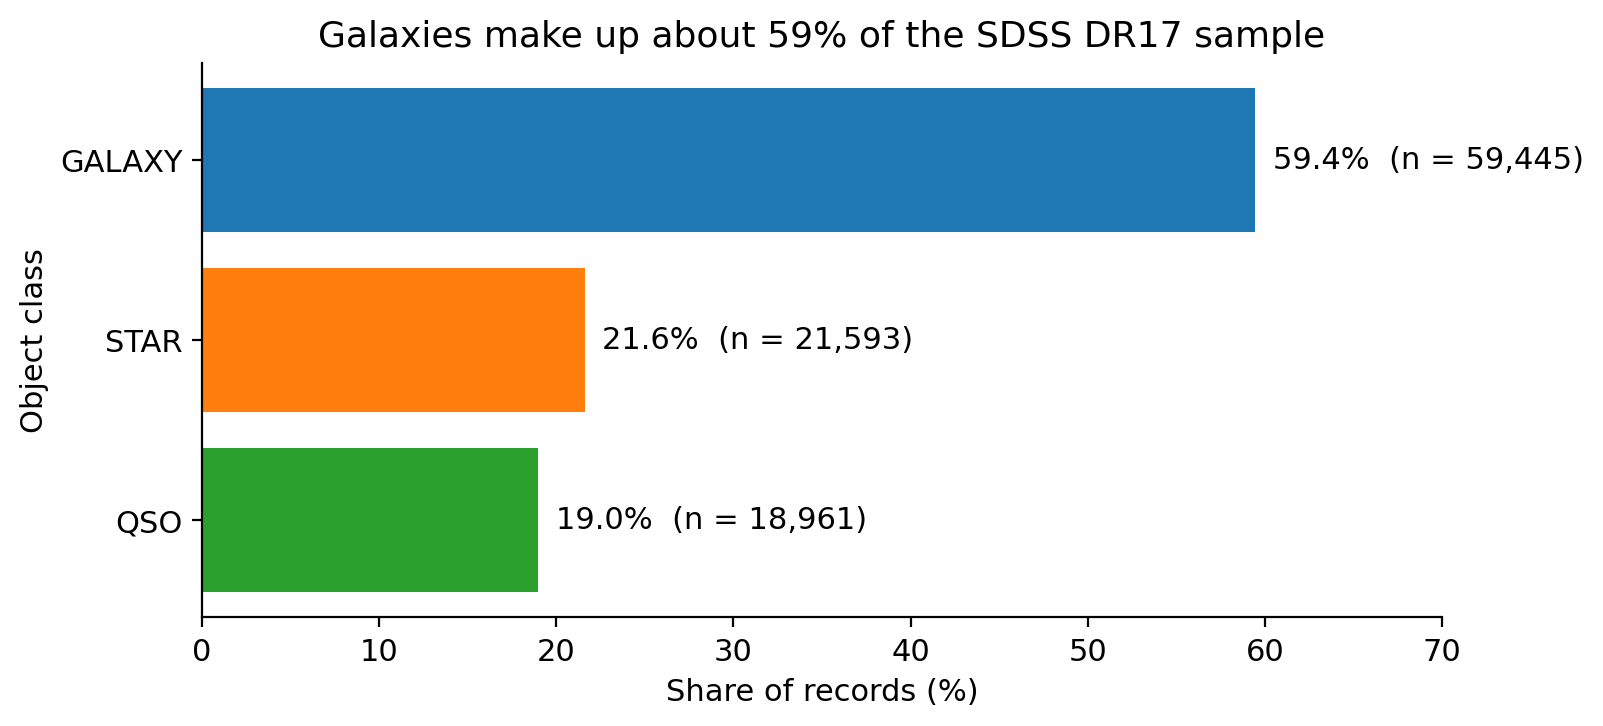 Galaxies make up about 59% of the SDSS DR17 sample
Object class
GALAXY
59.4%  (n = 59,445)
STAR
21.6%  (n = 21,593)
QSO
19.0%  (n = 18,961)
0 10 20 30 40 50 60 70
Share of records (%)